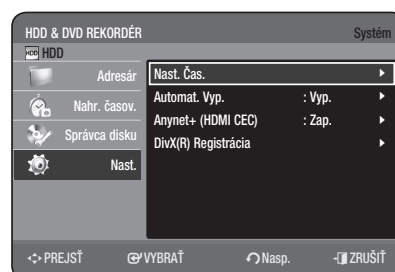 HDD & DVD REKORDÉR Systém
HDD HDD
Adresár
Nahr. časov.
Správca disku
Nast.
Nast. Čas.
Automat. Vyp. : Vyp.
Anynet+ (HDMI CEC) : Zap.
DivX(R) Registrácia
PREJSŤ VYBRAŤ Nasp. ZRUŠIŤ